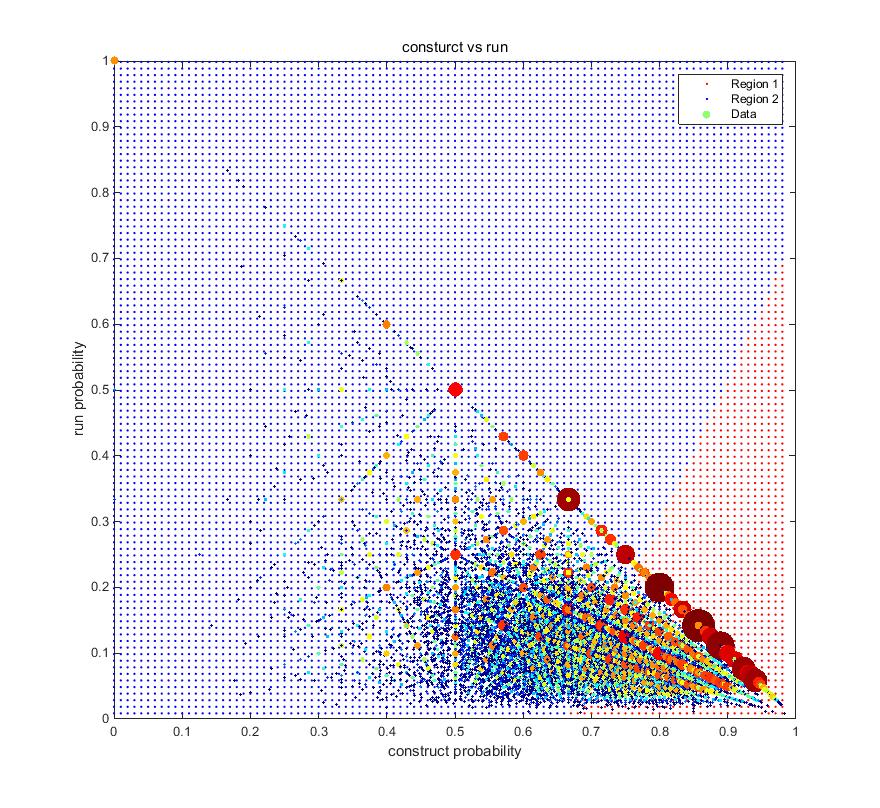 consturct vs run
Region 1
Region 2
Data
run probability
1
0.9
0.8
0.7
0.6
0.5
0.4
0.3
0.2
0.1
0
0 0.1 0.2 0.3 0.4 0.5 0.6 0.7 0.8 0.9 1
construct probability